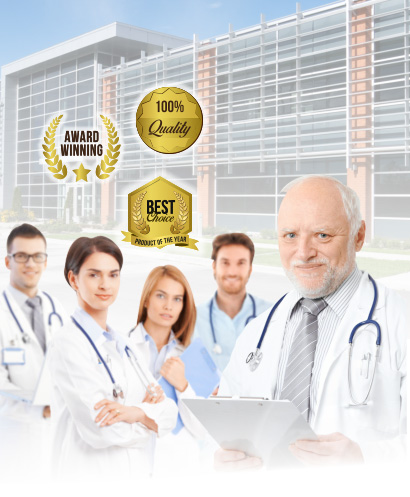 100%
Quality
AWARD
WINNING
BEST
Choice
PRODUCT OF THE YEAR